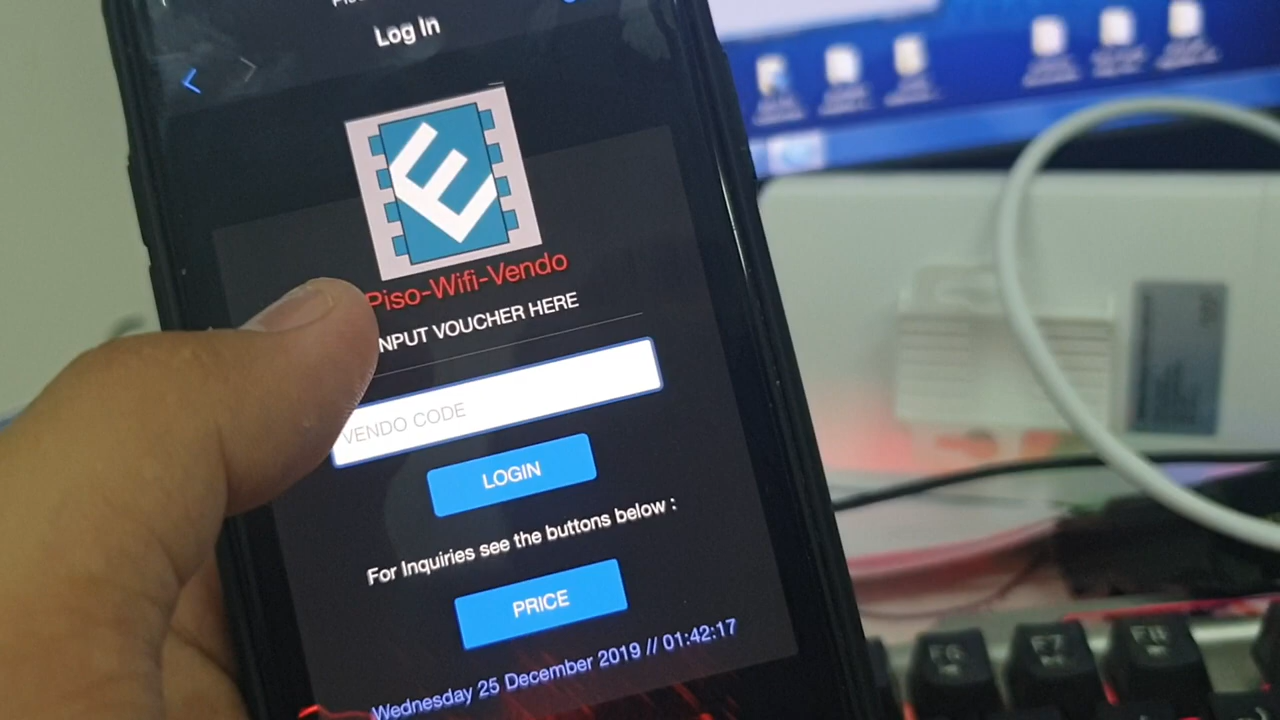 Log In
Piso-Wifi-Vendo
NPUT VOUCHER HERE
VENDO CODE
LOGIN
For Inquiries see the buttons below :
PRICE
Wednesday 25 December 2019 // 01:42:17